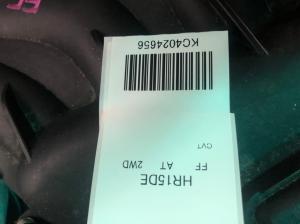 HR15DE
FF AT 2WD
CVT
KC4024656